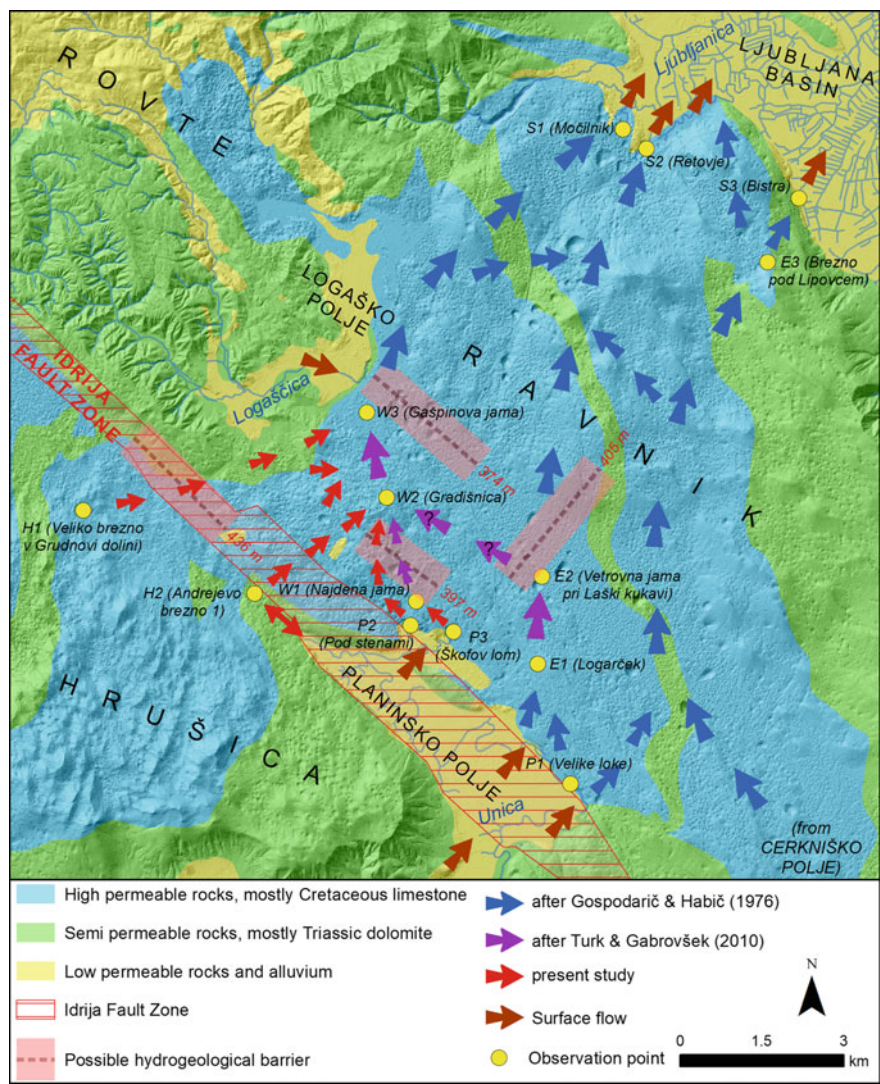 ROVTE
Ljubljanica
LJUBLJANA
BASIN
S1 (Močilnik)
S2 (Retovje)
S3 (Bistra)
E3 (Brezno
pod Lipovcem)
LOGAŠKO
POLJE
RAVNIK
IDRIJA
FAULT ZONE
Logaščica
W3 (Gašpinova jama)
374 m
405 m
W2 (Gradišnica)
H1 (Veliko brezno
v Grudnovi dolini)
436 m
?
?
H2 (Andrejevo
brezno 1)
W1 (Najdena jama)
397 m
E2 (Vetrovna jama
pri Laški kukavi)
P2
(Pod stenami)
P3
(Škofov lom)
E1 (Logarček)
HRUŠICA
PLANINSKO POLJE
P1 (Velike loke)
Unica
(from
CERKNIŠKO
POLJE)
High permeable rocks, mostly Cretaceous limestone
Semi permeable rocks, mostly Triassic dolomite
Low permeable rocks and alluvium
Idrija Fault Zone
Possible hydrogeological barrier
after Gospodarič & Habič (1976)
after Turk & Gabrovšek (2010)
present study
Surface flow
Observation point
N
0 1.5 3
km